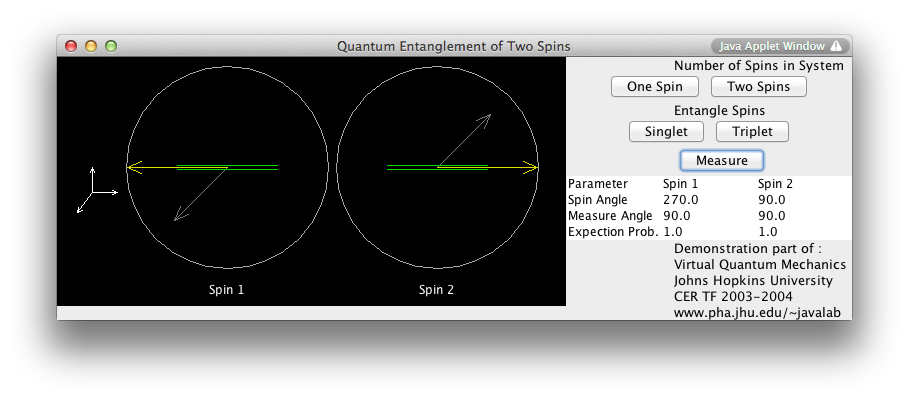 Quantum Entanglement of Two Spins
Java Applet Window
Number of Spins in System
One Spin Two Spins
Entangle Spins
Singlet Triplet
Measure
Parameter Spin 1 Spin 2
Spin Angle 270.0 90.0
Measure Angle 90.0 90.0
Expection Prob. 1.0 1.0
Demonstration part of :
Virtual Quantum Mechanics
Johns Hopkins University
CER TF 2003-2004
www.pha.jhu.edu/~javalab
Spin 1 Spin 2